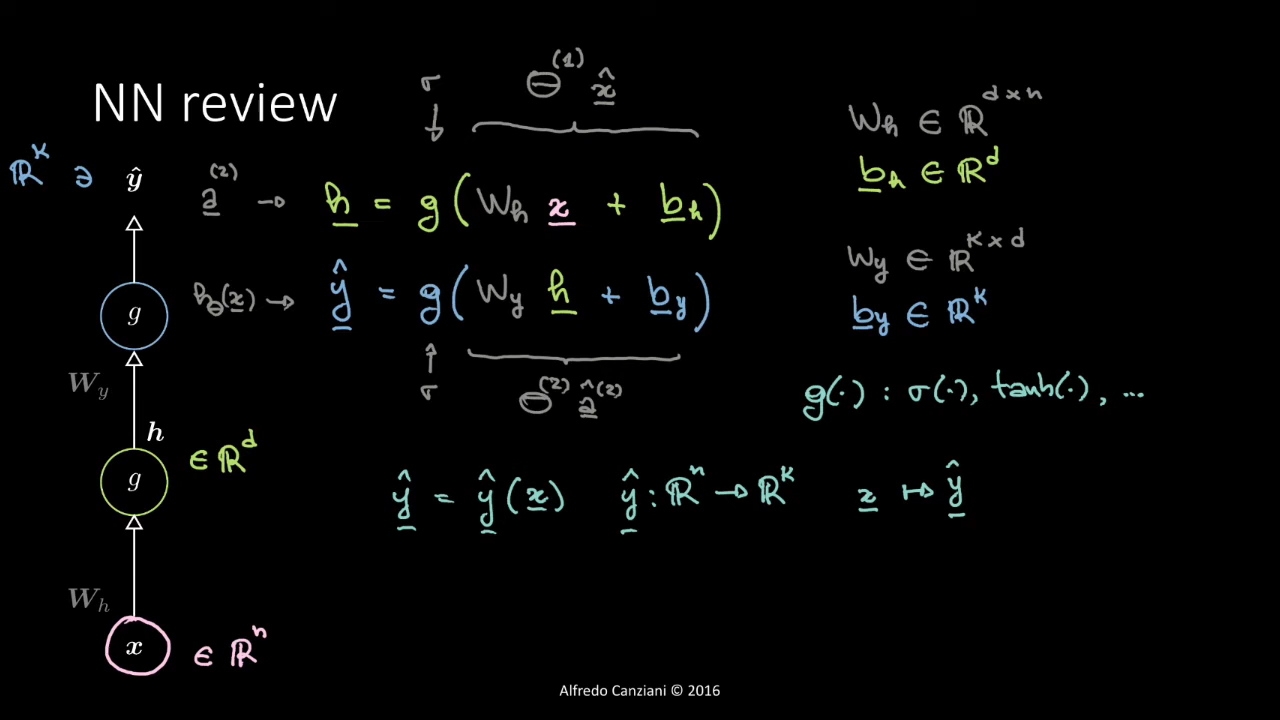 NN review
σ
Θ⁽¹⁾ x̂
W_h ∈ ℝ^{d×n}
ℝ^K ∋ ŷ
a⁽²⁾ → h = g(W_h x + b_h)
b_h ∈ ℝ^d
W_y ∈ ℝ^{K×d}
g
h_Θ(x) → ŷ = g(W_y h + b_y)
b_y ∈ ℝ^K
σ
Θ⁽²⁾ â⁽²⁾
W_y
g(·) : σ(·), tanh(·), ...
h
g
∈ ℝ^d
ŷ = ŷ(x) ŷ : ℝ^n → ℝ^K x ↦ ŷ
W_h
x
∈ ℝ^n
Alfredo Canziani © 2016